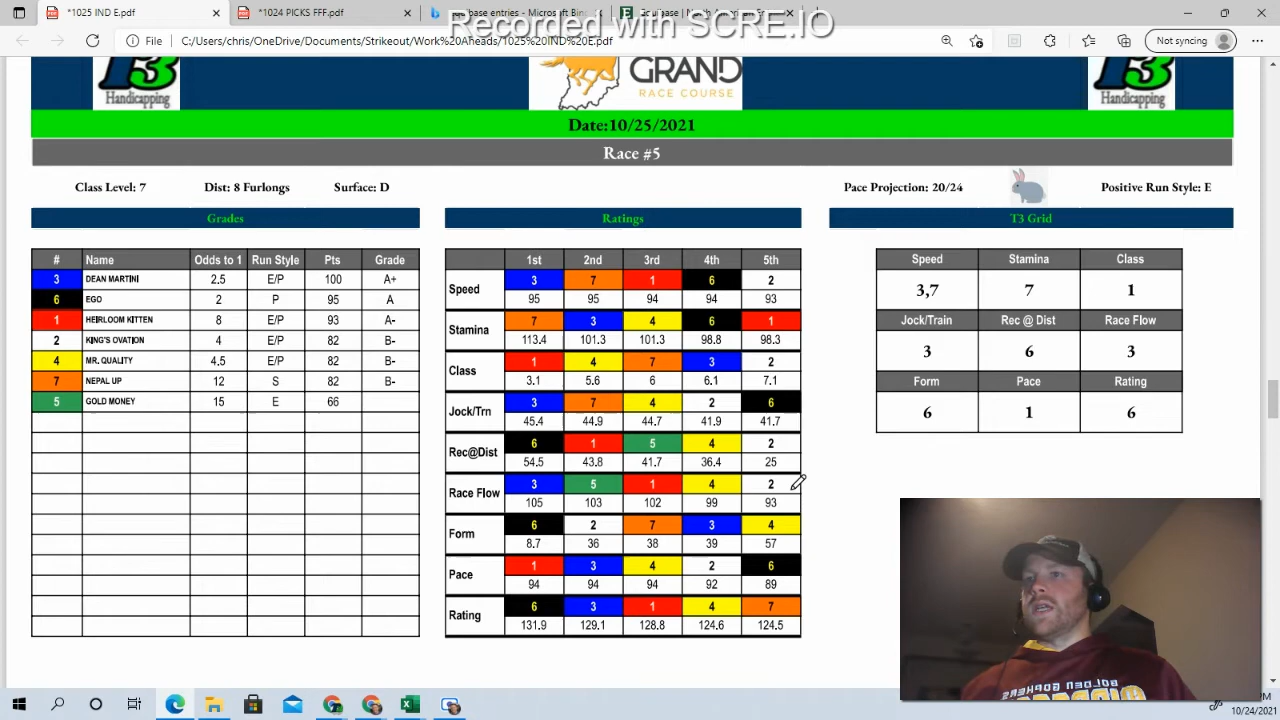 *1025 IND FFF.pdf
*1024 PICKS FFF.pdf
Equibase entries - Microsoft Bin
E Equibase
Recorded with SCRE.IO
File C:/Users/chris/OneDrive/Documents/Strikeout/Work%20Aheads/1025%20IND%20E.pdf
Not syncing
T3 Handicapping
GRAND
RACE COURSE
T3 Handicapping
Date:10/25/2021
Race #5
Class Level: 7 Dist: 8 Furlongs Surface: D Pace Projection: 20/24 Positive Run Style: E
Grades Ratings T3 Grid
# Name Odds to 1 Run Style Pts Grade
3 DEAN MARTINI 2.5 E/P 100 A+
6 EGO 2 P 95 A
1 HEIRLOOM KITTEN 8 E/P 93 A-
2 KING'S OVATION 4 E/P 82 B-
4 MR. QUALITY 4.5 E/P 82 B-
7 NEPAL UP 12 S 82 B-
5 GOLD MONEY 15 E 66
1st 2nd 3rd 4th 5th
Speed 3 7 1 6 2
95 95 94 94 93
Stamina 7 3 4 6 1
113.4 101.3 101.3 98.8 98.3
Class 1 4 7 3 2
3.1 5.6 6 6.1 7.1
Jock/Trn 3 7 4 2 6
45.4 44.9 44.7 41.9 41.7
Rec@Dist 6 1 5 4 2
54.5 43.8 41.7 36.4 25
Race Flow 3 5 1 4 2
105 103 102 99 93
Form 6 2 7 3 4
8.7 36 38 39 57
Pace 1 3 4 2 6
94 94 94 92 89
Rating 6 3 1 4 7
131.9 129.1 128.8 124.6 124.5
Speed Stamina Class
3,7 7 1
Jock/Train Rec @ Dist Race Flow
3 6 3
Form Pace Rating
6 1 6
GOLDEN GOPHERS
10/24/2021